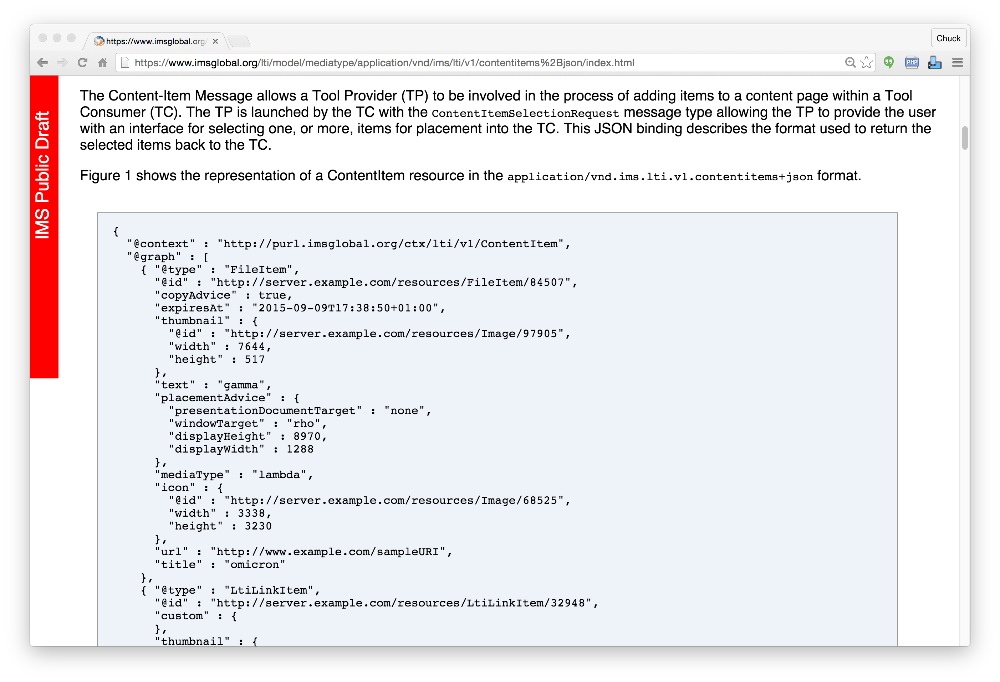 https://www.imsglobal.org/
Chuck
https://www.imsglobal.org/lti/model/mediatype/application/vnd/ims/lti/v1/contentitems%2Bjson/index.html
PHP
IMS Public Draft
The Content-Item Message allows a Tool Provider (TP) to be involved in the process of adding items to a content page within a Tool
Consumer (TC). The TP is launched by the TC with the ContentItemSelectionRequest message type allowing the TP to provide the user
with an interface for selecting one, or more, items for placement into the TC. This JSON binding describes the format used to return the
selected items back to the TC.
Figure 1 shows the representation of a ContentItem resource in the application/vnd.ims.lti.v1.contentitems+json format.
{
"@context" : "http://purl.imsglobal.org/ctx/lti/v1/ContentItem",
"@graph" : [
{ "@type" : "FileItem",
"@id" : "http://server.example.com/resources/FileItem/84507",
"copyAdvice" : true,
"expiresAt" : "2015-09-09T17:38:50+01:00",
"thumbnail" : {
"@id" : "http://server.example.com/resources/Image/97905",
"width" : 7644,
"height" : 517
},
"text" : "gamma",
"placementAdvice" : {
"presentationDocumentTarget" : "none",
"windowTarget" : "rho",
"displayHeight" : 8970,
"displayWidth" : 1288
},
"mediaType" : "lambda",
"icon" : {
"@id" : "http://server.example.com/resources/Image/68525",
"width" : 3338,
"height" : 3230
},
"url" : "http://www.example.com/sampleURI",
"title" : "omicron"
},
{ "@type" : "LtiLinkItem",
"@id" : "http://server.example.com/resources/LtiLinkItem/32948",
"custom" : {
},
"thumbnail" : {